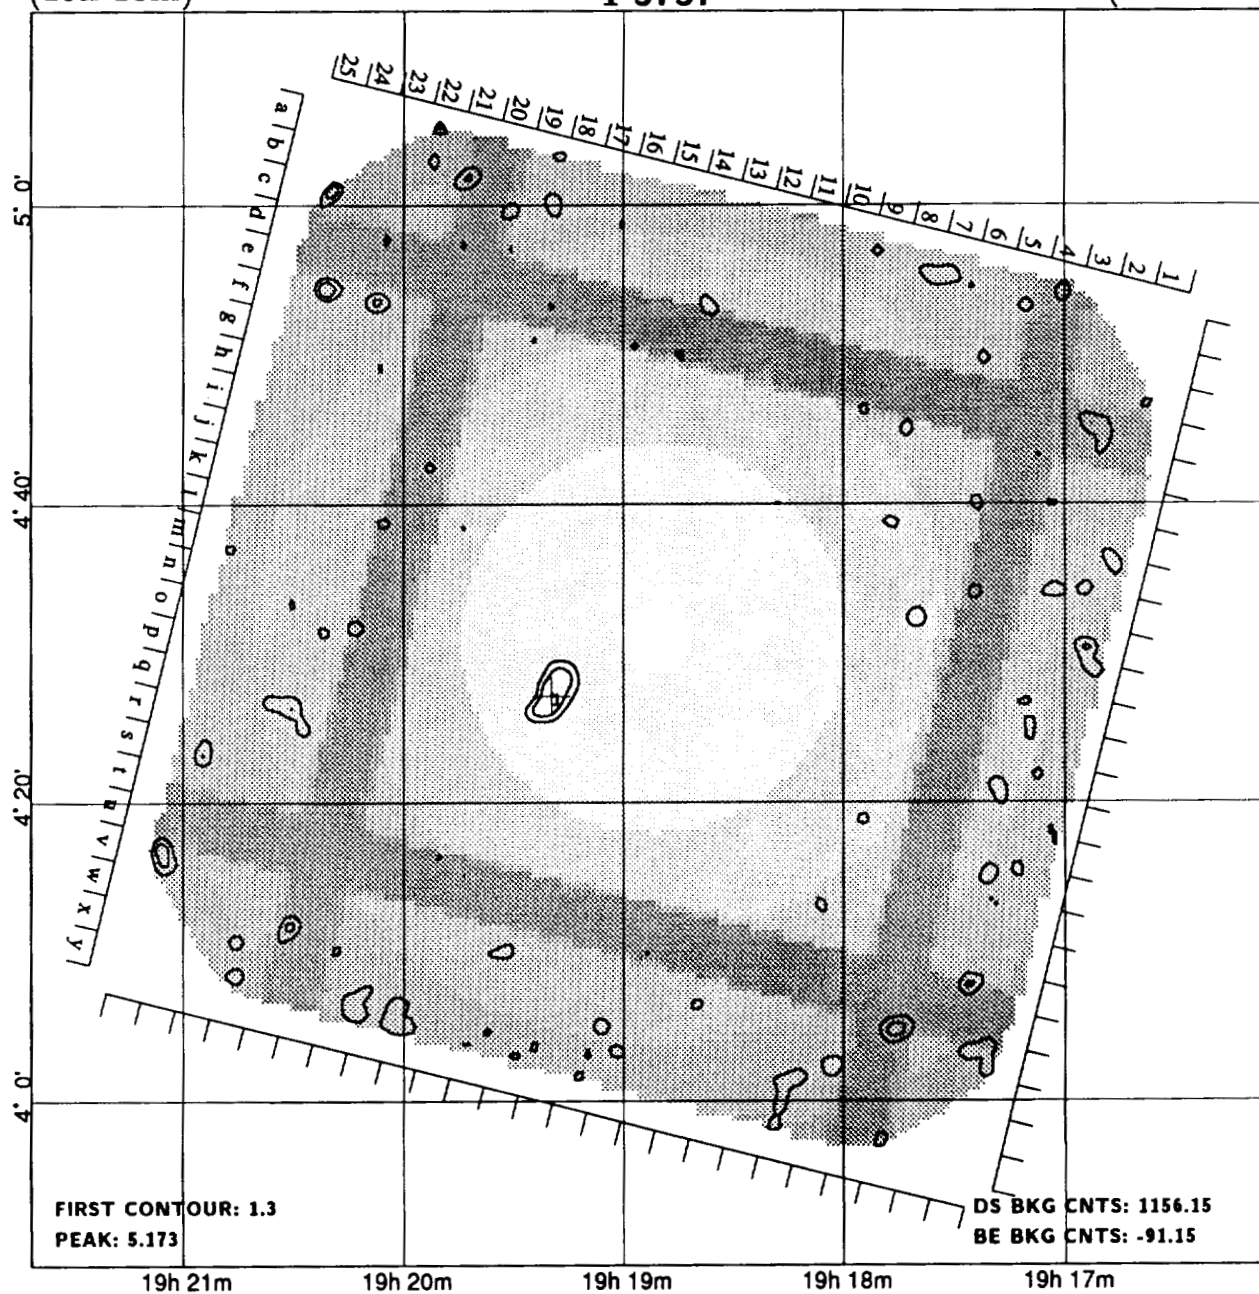 25 24 23 22 21 20 19 18 17 16 15 14 13 12 11 10 9 8 7 6 5 4 3 2 1
a b c d e f g h i j k l m n o p q r s t u v w x y
5° 0'
4° 40'
4° 20'
4° 0'
FIRST CONTOUR: 1.3
PEAK: 5.173
DS BKG CNTS: 1156.15
BE BKG CNTS: -91.15
19h 21m 19h 20m 19h 19m 19h 18m 19h 17m